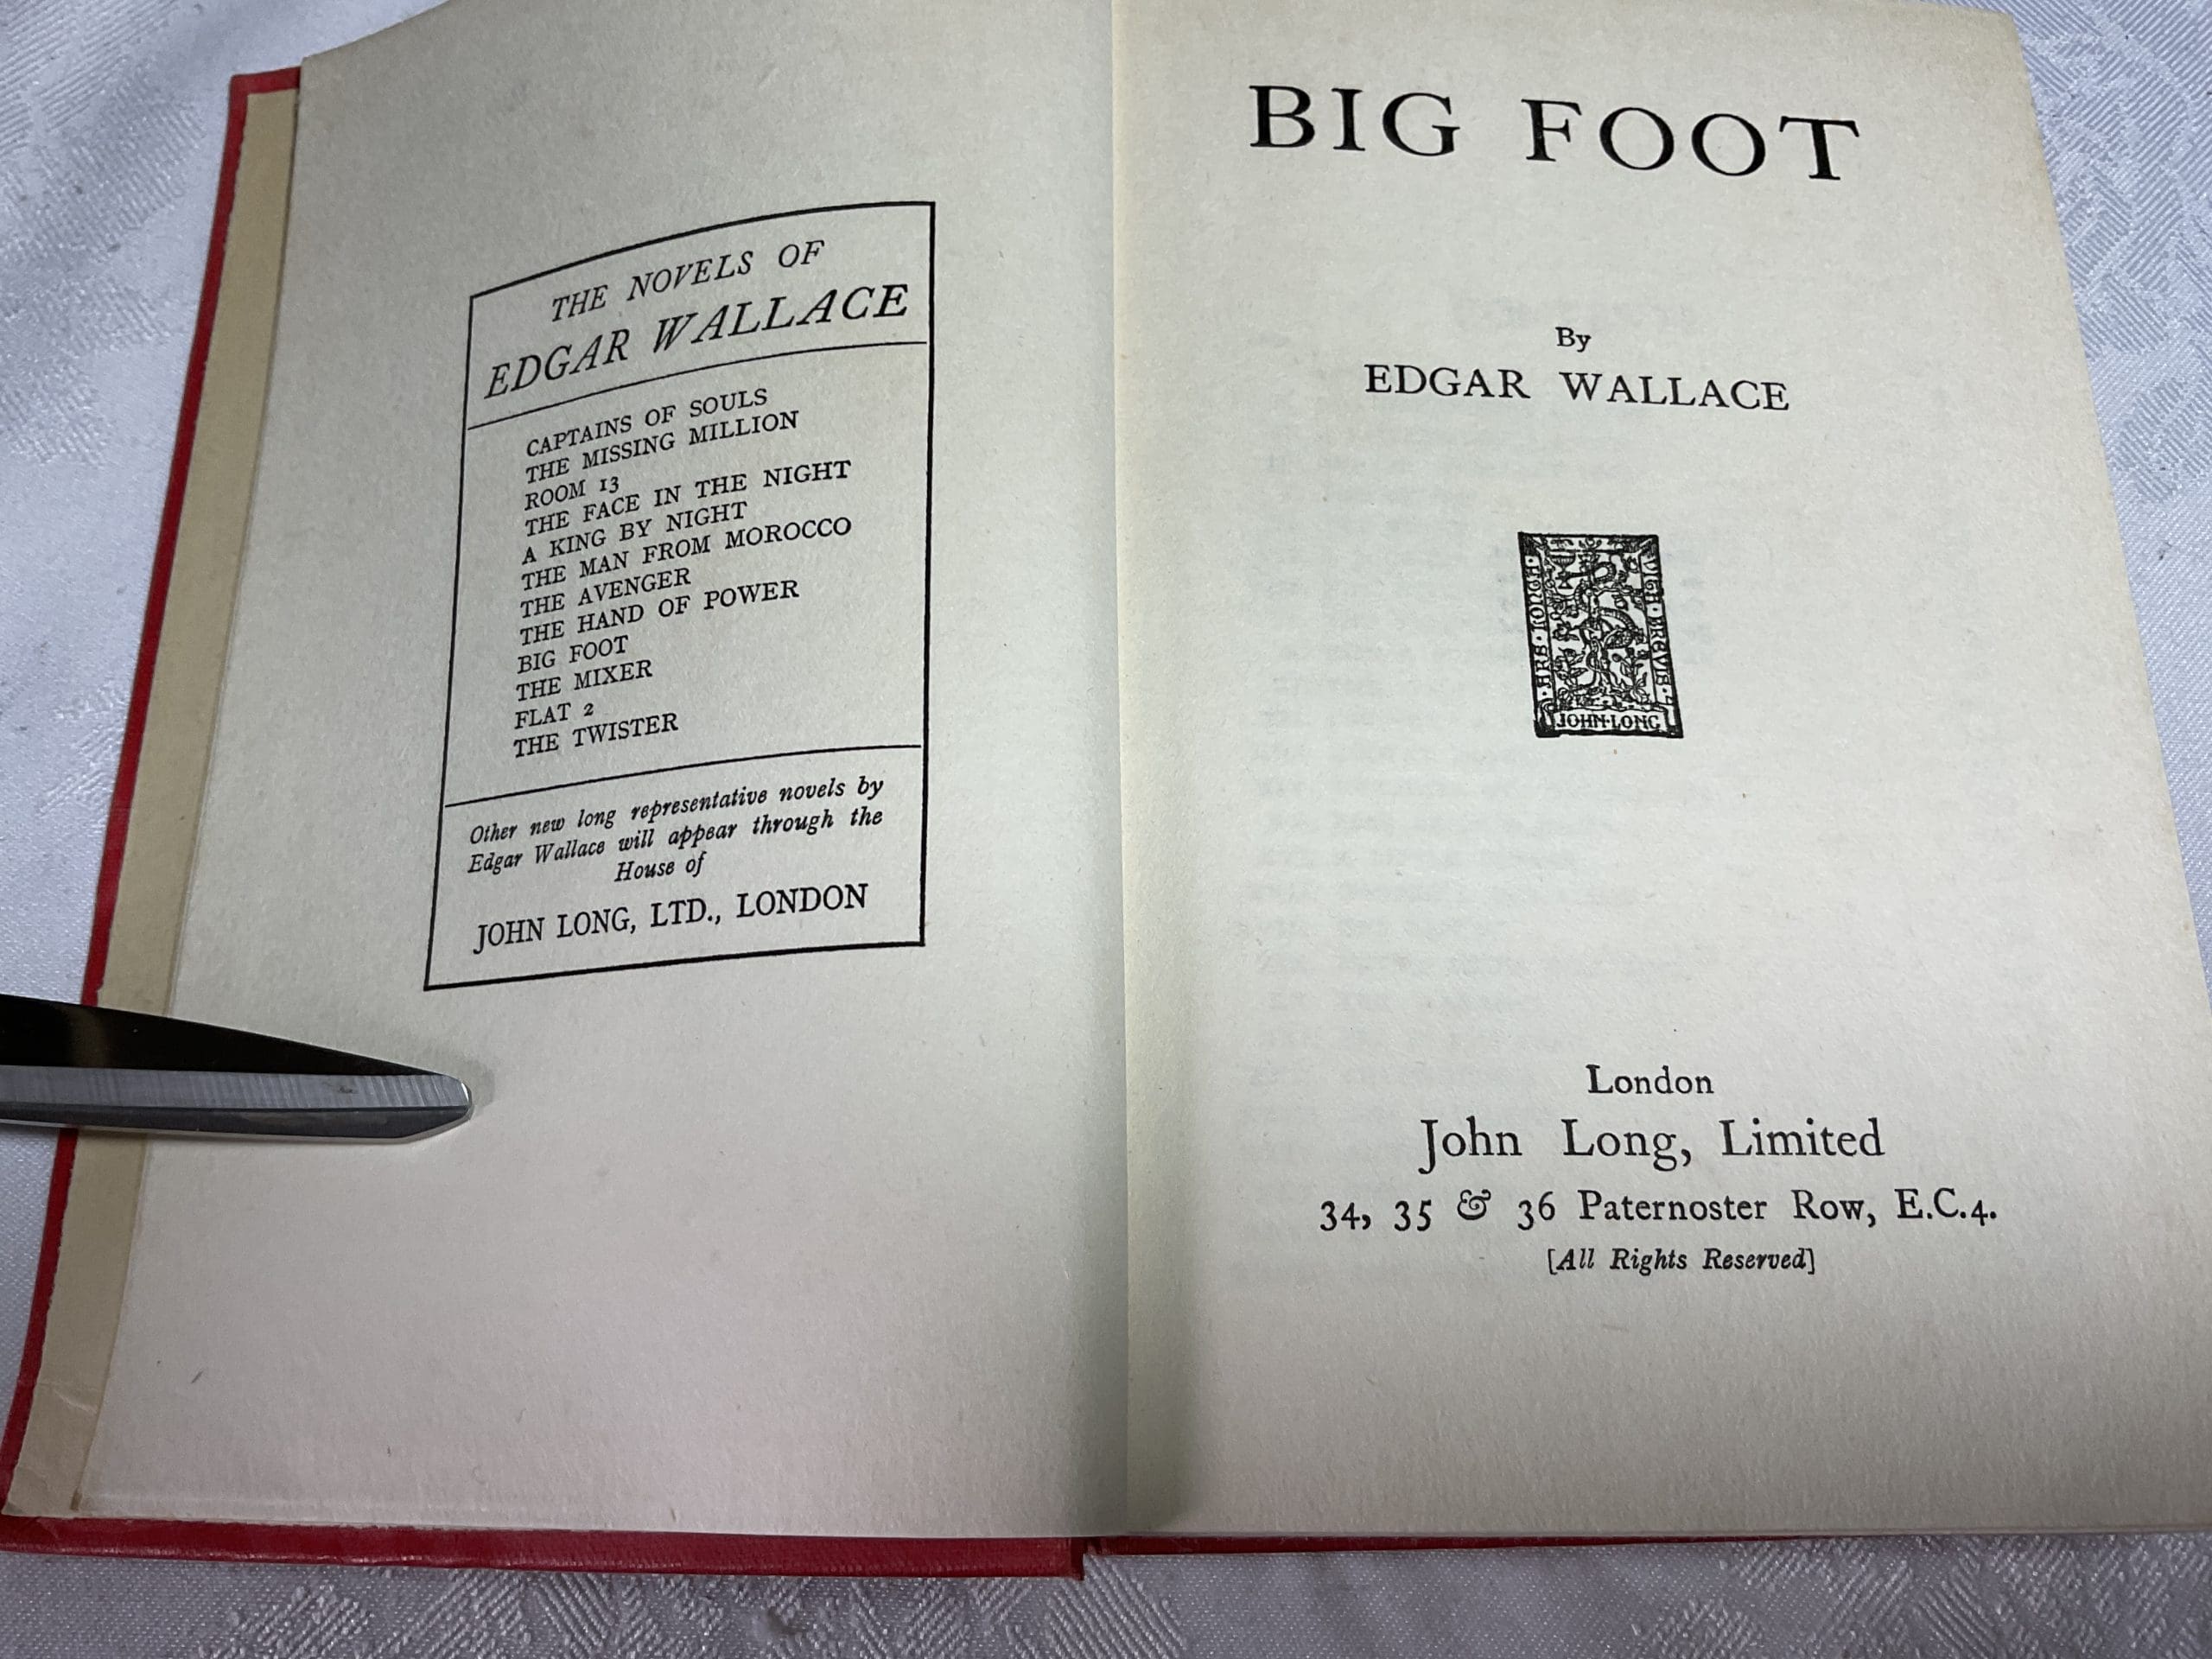 THE NOVELS OF
EDGAR WALLACE
CAPTAINS OF SOULS
THE MISSING MILLION
ROOM 13
THE FACE IN THE NIGHT
A KING BY NIGHT
THE MAN FROM MOROCCO
THE AVENGER
THE HAND OF POWER
BIG FOOT
THE MIXER
FLAT 2
THE TWISTER
Other new long representative novels by
Edgar Wallace will appear through the
House of
JOHN LONG, LTD., LONDON
BIG FOOT
By
EDGAR WALLACE
ARS·LONGA·
VITA·BREVIS·
JOHN·LONG
London
John Long, Limited
34, 35 & 36 Paternoster Row, E.C.4.
[All Rights Reserved]